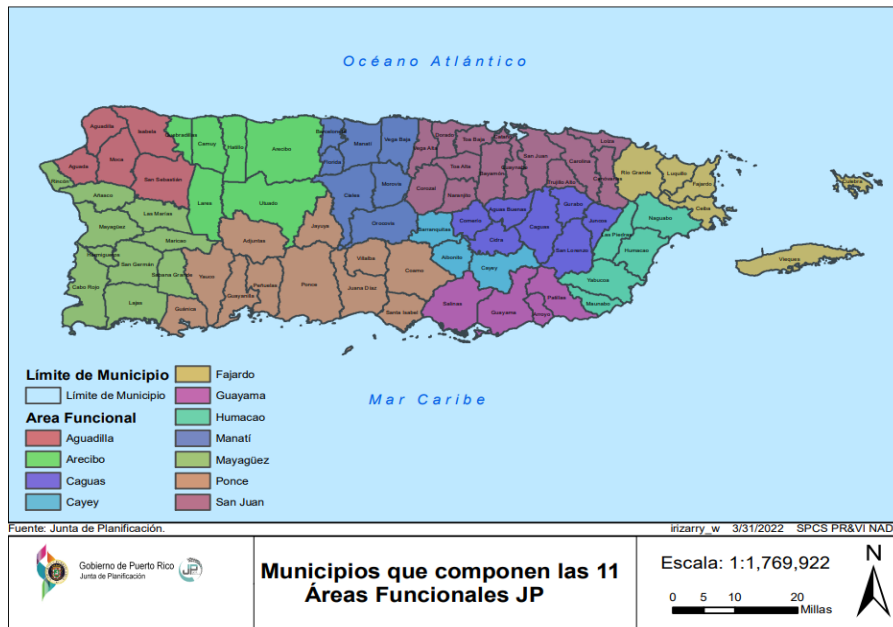 Océano Atlántico
Aguadilla
Isabela
Quebradillas
Camuy
Hatillo
Arecibo
Barceloneta
Manatí
Vega Baja
Vega Alta
Dorado
Toa Baja
Cataño
San Juan
Carolina
Loiza
Aguada
Moca
San Sebastián
Florida
Toa Alta
Bayamón
Guaynabo
Trujillo Alto
Canóvanas
Rio Grande
Luquillo
Fajardo
Culebra
Rincón
Añasco
Lares
Utuado
Ciales
Morovis
Corozal
Naranjito
Ceiba
Mayagüez
Las Marías
Maricao
Adjuntas
Jayuya
Orocovis
Barranquitas
Comerío
Aguas Buenas
Caguas
Gurabo
Juncos
Naguabo
Las Piedras
Hormigueros
San Germán
Sabana Grande
Yauco
Villalba
Coamo
Aibonito
Cidra
Cayey
San Lorenzo
Humacao
Vieques
Cabo Rojo
Lajas
Guánica
Guayanilla
Peñuelas
Ponce
Juana Díaz
Santa Isabel
Salinas
Guayama
Arroyo
Patillas
Yabucoa
Maunabo
Mar Caribe
Límite de Municipio
Límite de Municipio
Area Funcional
Aguadilla
Arecibo
Caguas
Cayey
Fajardo
Guayama
Humacao
Manatí
Mayagüez
Ponce
San Juan
Fuente: Junta de Planificación.
irizarry_w 3/31/2022 SPCS PR&VI NAD
Gobierno de Puerto Rico
Junta de Planificación
JP
Municipios que componen las 11
Áreas Funcionales JP
Escala: 1:1,769,922
0 5 10 20
Millas
N